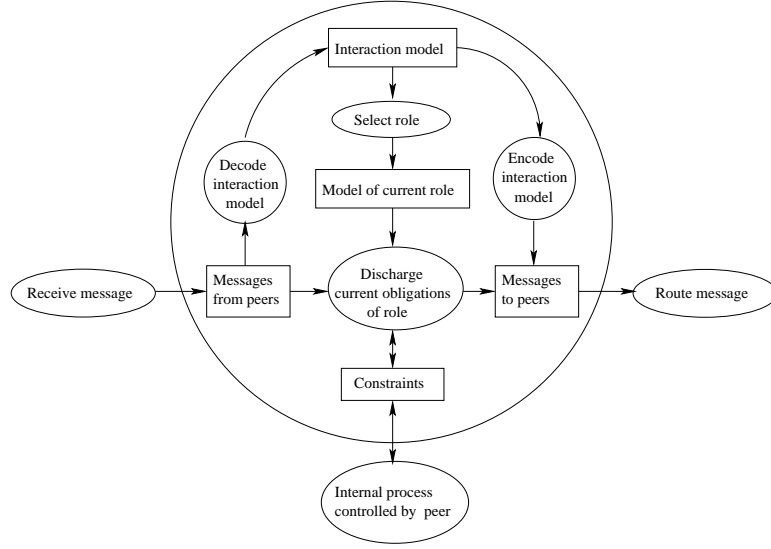 Interaction model
Select role
Decode
interaction
model
Encode
interaction
model
Model of current role
Receive message
Messages
from peers
Discharge
current obligations
of role
Messages
to peers
Route message
Constraints
Internal process
controlled by peer